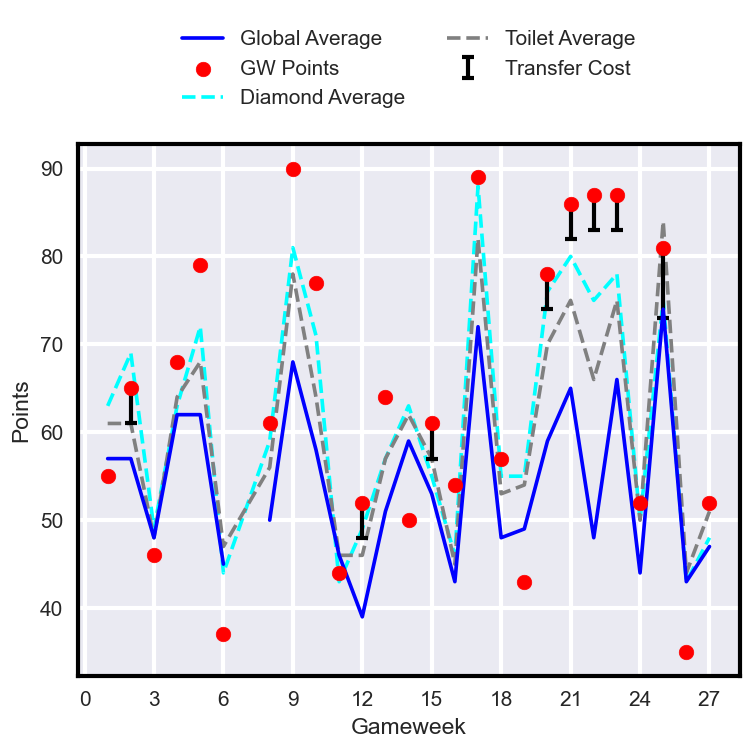 Global Average
GW Points
Diamond Average
Toilet Average
Transfer Cost
Points
90
80
70
60
50
40
0 3 6 9 12 15 18 21 24 27
Gameweek